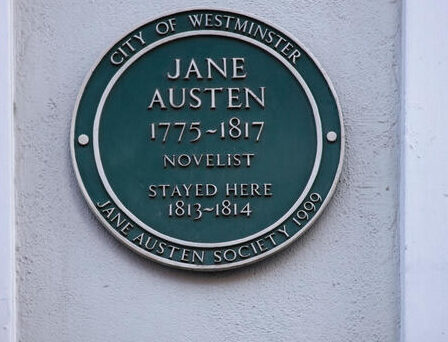 CITY OF WESTMINSTER
JANE
AUSTEN
1775~1817
NOVELIST
STAYED HERE
1813~1814
JANE AUSTEN SOCIETY 1999